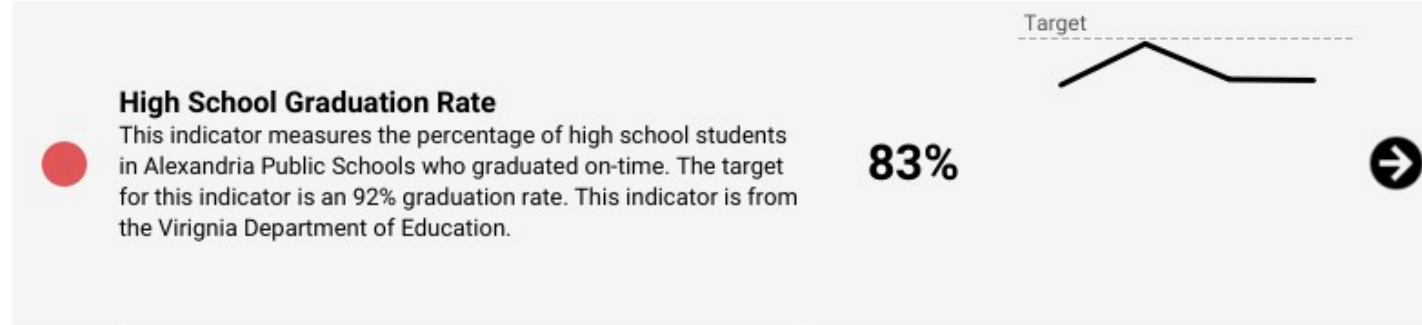 Target
High School Graduation Rate
This indicator measures the percentage of high school students
in Alexandria Public Schools who graduated on-time. The target
for this indicator is an 92% graduation rate. This indicator is from
the Virignia Department of Education.
83%